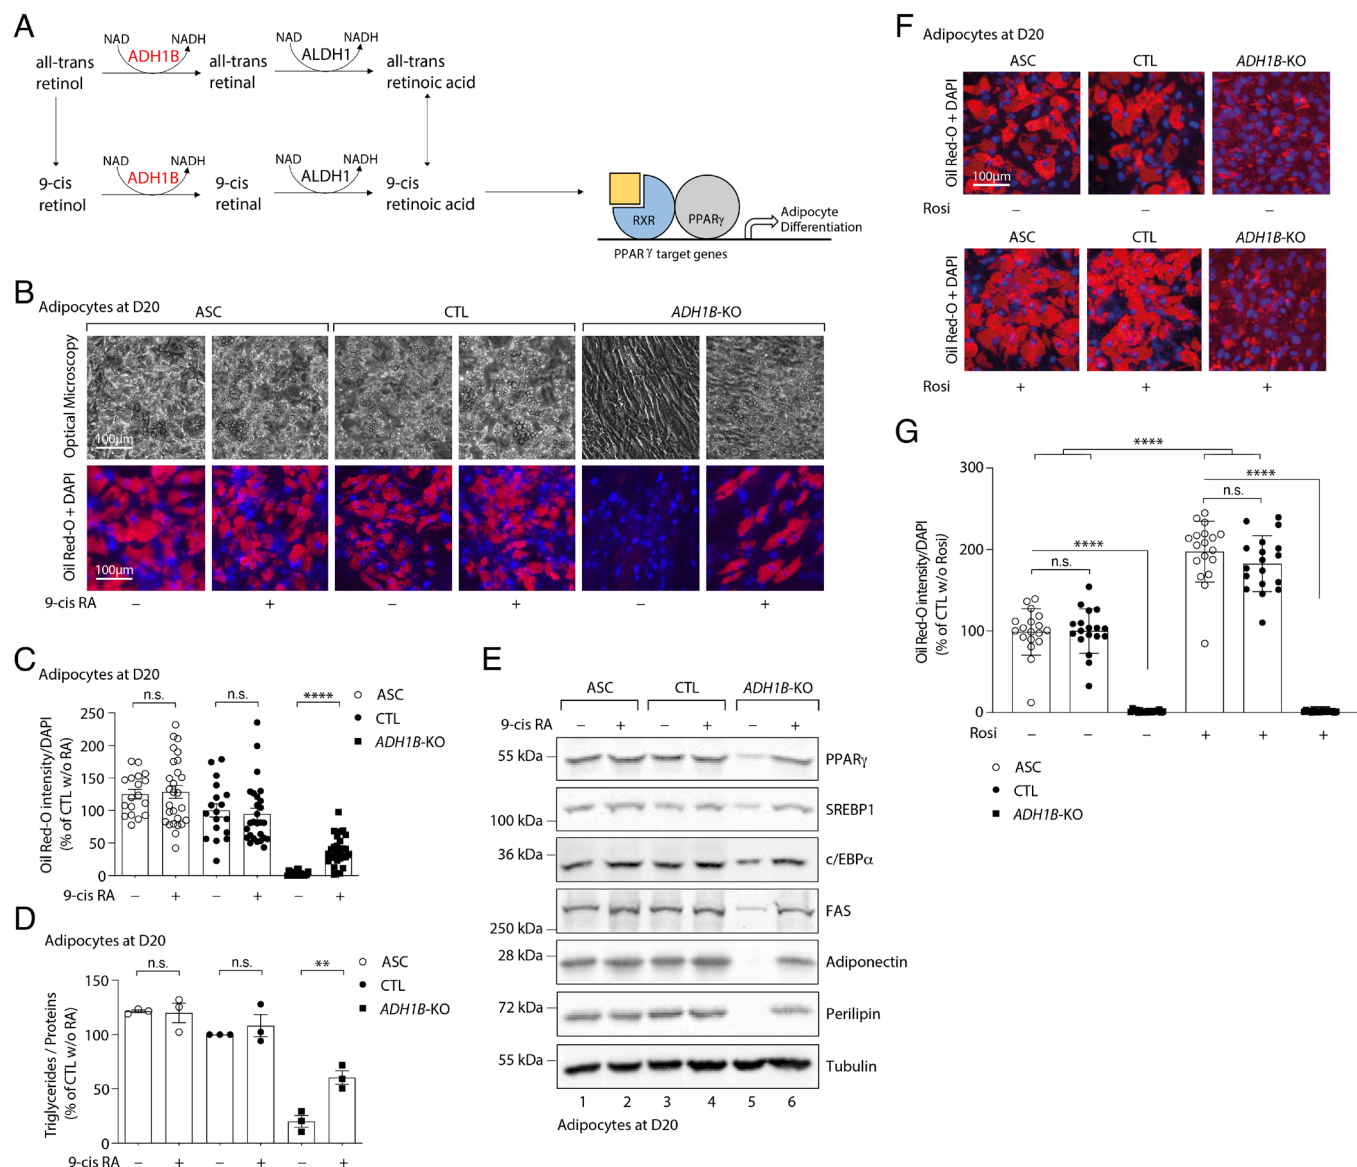 A
NAD NADH NAD NADH
ADH1B ALDH1
all-trans retinol
all-trans retinal
all-trans retinoic acid
NAD NADH NAD NADH
ADH1B ALDH1
9-cis retinol
9-cis retinal
9-cis retinoic acid
RXR PPARγ
Adipocyte
Differentiation
PPAR γ target genes
B
Adipocytes at D20
ASC CTL ADH1B-KO
Optical Microscopy
100µm
Oil Red-O + DAPI
100µm
9-cis RA – + – + – +
C
Adipocytes at D20
n.s. n.s. ****
ASC
CTL
ADH1B-KO
Oil Red-O intensity/DAPI
(% of CTL w/o RA)
250
200
150
100
50
0
9-cis RA – + – + – +
D
Adipocytes at D20
n.s. n.s. **
ASC
CTL
ADH1B-KO
Triglycerides / Proteins
(% of CTL w/o RA)
150
100
50
0
9-cis RA – + – + – +
E
ASC CTL ADH1B-KO
9-cis RA – + – + – +
55 kDa PPARγ
SREBP1
100 kDa
36 kDa c/EBPα
FAS
250 kDa
28 kDa Adiponectin
72 kDa Perilipin
55 kDa Tubulin
1 2 3 4 5 6
Adipocytes at D20
F
Adipocytes at D20
ASC CTL ADH1B-KO
Oil Red-O + DAPI
100µm
Rosi – – –
ASC CTL ADH1B-KO
Oil Red-O + DAPI
Rosi + + +
G
****
****
n.s.
****
n.s.
Oil Red-O intensity/DAPI
(% of CTL w/o Rosi)
300
200
100
0
Rosi – – – + + +
ASC
CTL
ADH1B-KO